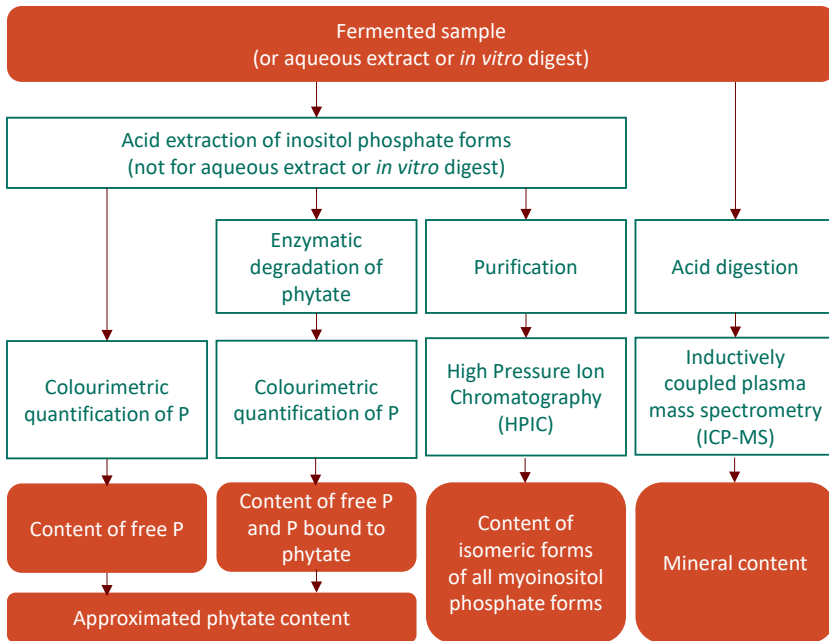 Fermented sample
(or aqueous extract or in vitro digest)
Acid extraction of inositol phosphate forms
(not for aqueous extract or in vitro digest)
Enzymatic
degradation of
phytate
Purification
Acid digestion
Colourimetric
quantification of P
Colourimetric
quantification of P
High Pressure Ion
Chromatography
(HPIC)
Inductively
coupled plasma
mass spectrometry
(ICP-MS)
Content of free P
Content of free P
and P bound to
phytate
Content of
isomeric forms
of all myoinositol
phosphate forms
Mineral content
Approximated phytate content